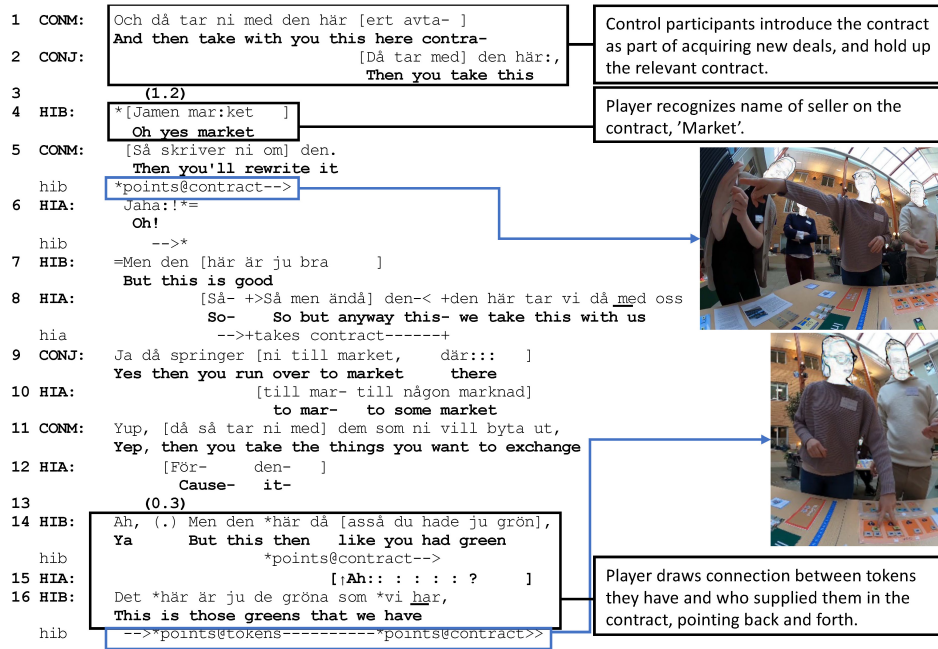 1 CONM: Och då tar ni med den här [ert avta- ]
And then take with you this here contra-
2 CONJ: [Då tar med] den här:,
Then you take this
3 (1.2)
4 HIB: *[Jamen mar:ket ]
Oh yes market
5 CONM: [Så skriver ni om] den.
Then you'll rewrite it
hib *points@contract-->
6 HIA: Jaha:!*=
Oh!
hib -->*
7 HIB: =Men den [här är ju bra ]
But this is good
8 HIA: [Så- +>Så men ändå] den-< +den här tar vi då med oss
So- So but anyway this- we take this with us
hia -->+takes contract------+
9 CONJ: Ja då springer [ni till market, där::: ]
Yes then you run over to market there
10 HIA: [till mar- till någon marknad]
to mar- to some market
11 CONM: Yup, [då så tar ni med] dem som ni vill byta ut,
Yep, then you take the things you want to exchange
12 HIA: [För- den- ]
Cause- it-
13 (0.3)
14 HIB: Ah, (.) Men den *här då [asså du hade ju grön],
Ya But this then like you had green
hib *points@contract-->
15 HIA: [↑Ah:: : : : : ? ]
16 HIB: Det *här är ju de gröna som *vi har,
This is those greens that we have
hib -->*points@tokens----------*points@contract>>
Control participants introduce the contract
as part of acquiring new deals, and hold up
the relevant contract.
Player recognizes name of seller on the
contract, ’Market’.
Player draws connection between tokens
they have and who supplied them in the
contract, pointing back and forth.